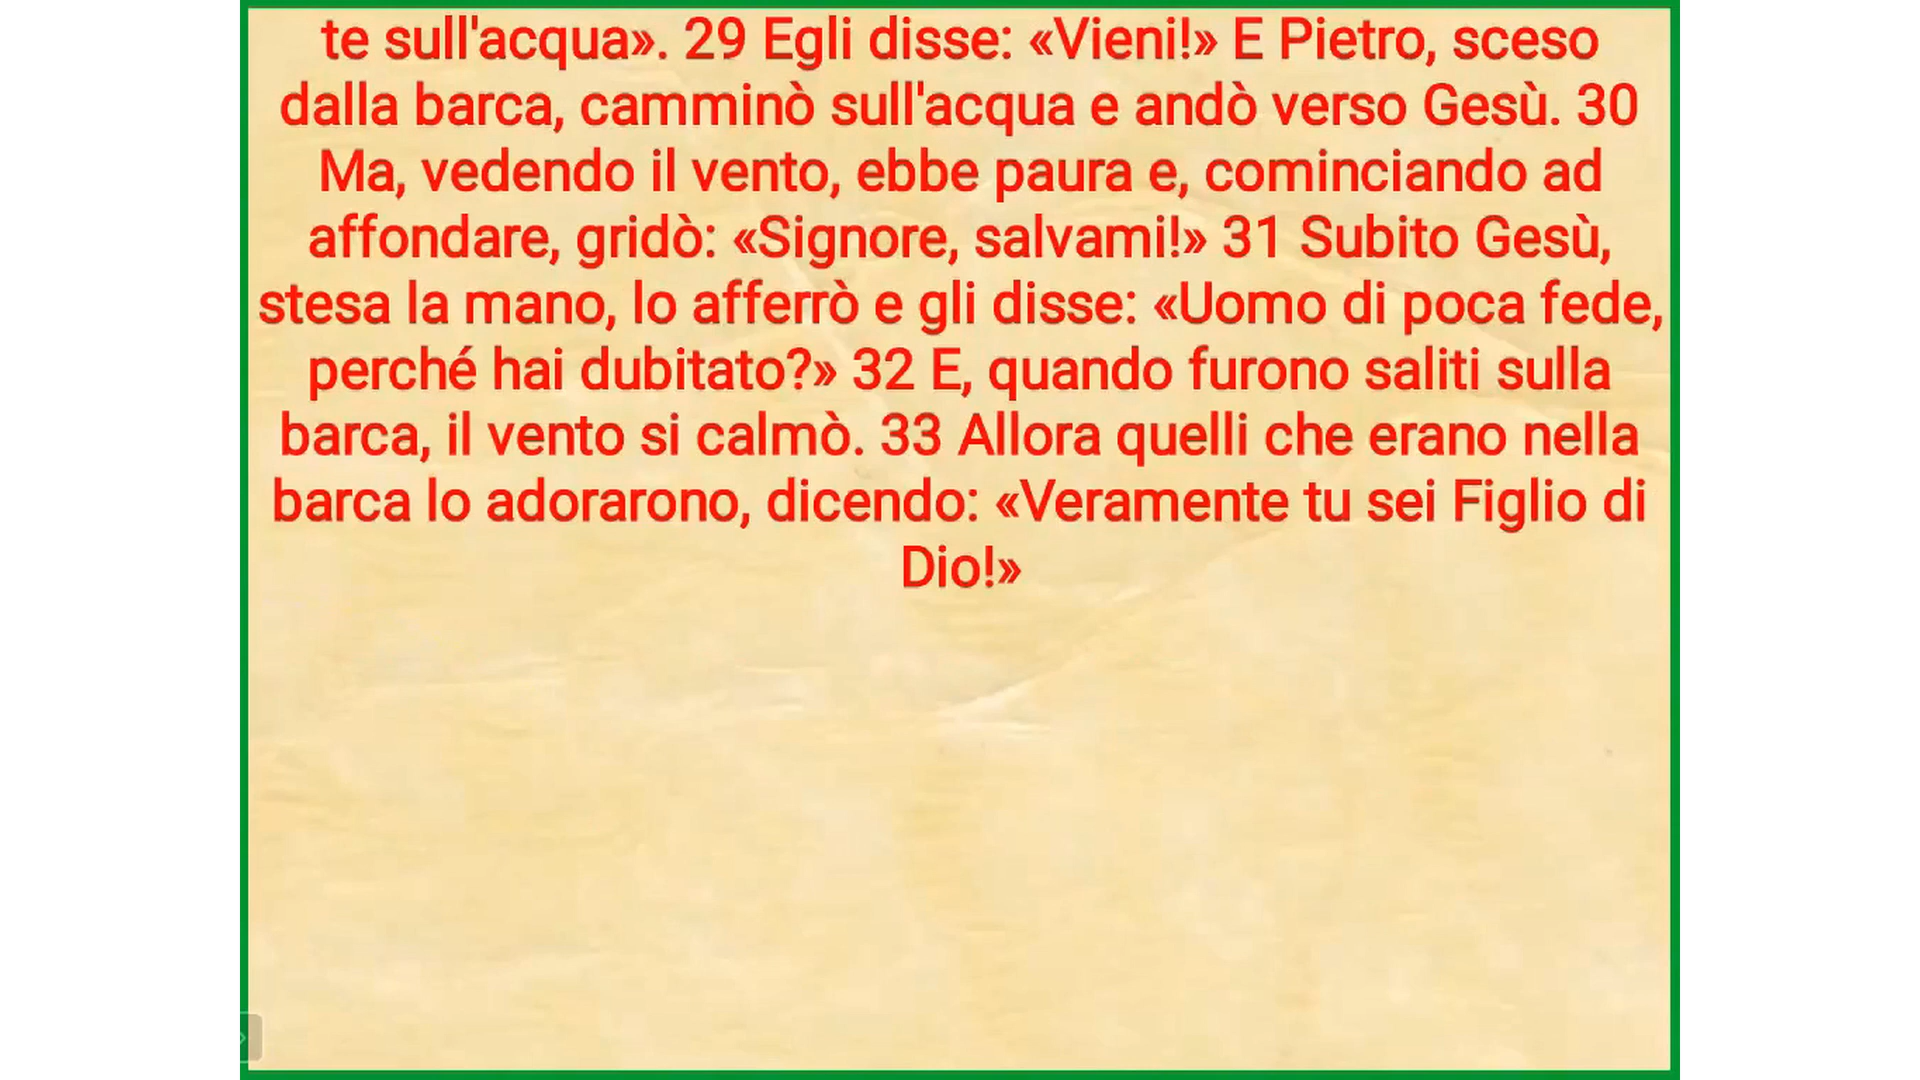 te sull'acqua». 29 Egli disse: «Vieni!» E Pietro, sceso
dalla barca, camminò sull'acqua e andò verso Gesù. 30
Ma, vedendo il vento, ebbe paura e, cominciando ad
affondare, gridò: «Signore, salvami!» 31 Subito Gesù,
stesa la mano, lo afferrò e gli disse: «Uomo di poca fede,
perché hai dubitato?» 32 E, quando furono saliti sulla
barca, il vento si calmò. 33 Allora quelli che erano nella
barca lo adorarono, dicendo: «Veramente tu sei Figlio di
Dio!»